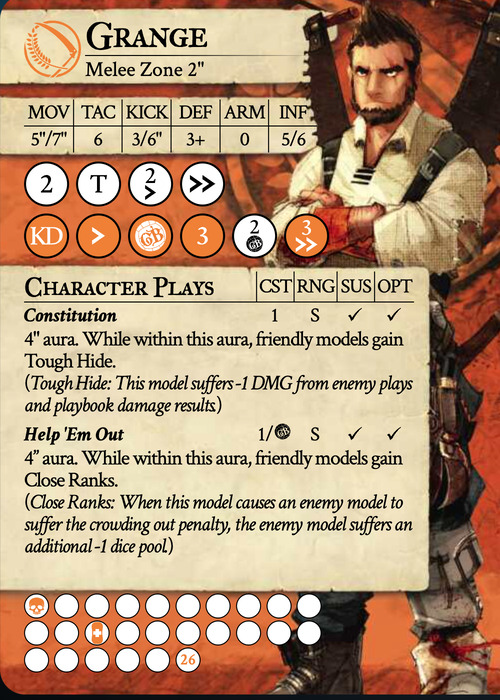 GRANGE
Melee Zone 2"
MOV TAC KICK DEF ARM INF
5"/7" 6 3/6" 3+ 0 5/6
2 T 2 > >>
KD > GB 3 2 GB 3 >>
CHARACTER PLAYS CST RNG SUS OPT
Constitution 1 S ✓ ✓
4" aura. While within this aura, friendly models gain
Tough Hide.
(Tough Hide: This model suffers -1 DMG from enemy plays
and playbook damage results.)
Help 'Em Out 1/GB S ✓ ✓
4” aura. While within this aura, friendly models gain
Close Ranks.
(Close Ranks: When this model causes an enemy model to
suffer the crowding out penalty, the enemy model suffers an
additional -1 dice pool.)
26